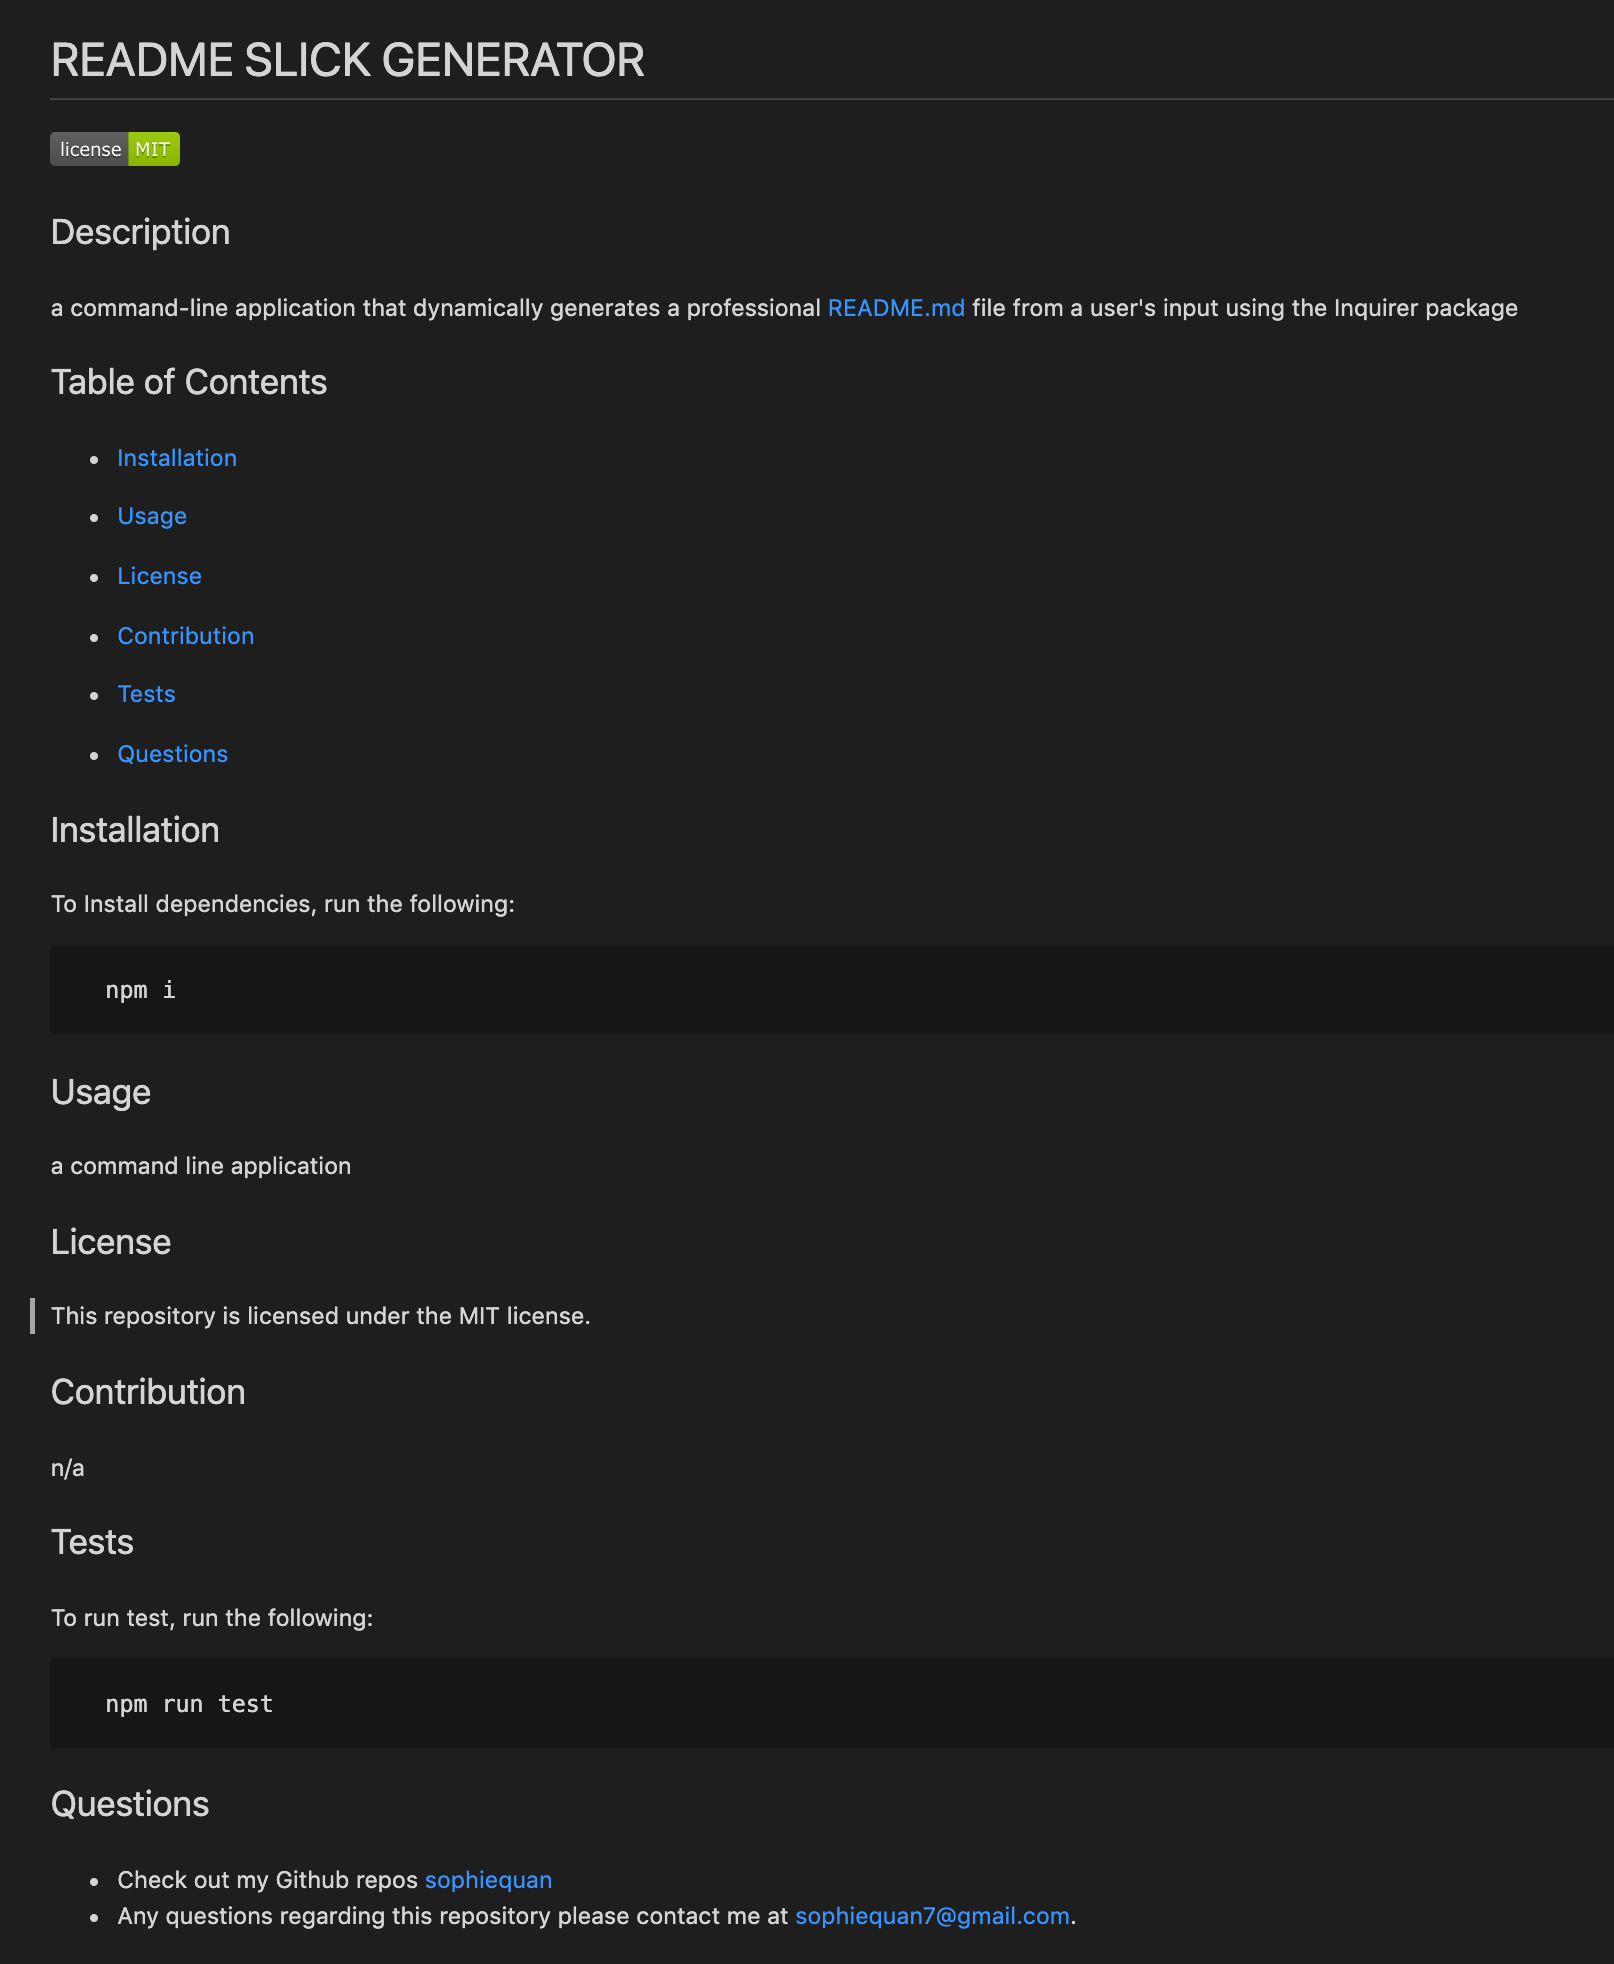 README SLICK GENERATOR
license MIT
Description
a command-line application that dynamically generates a professional README.md file from a user's input using the Inquirer package
Table of Contents
Installation
Usage
License
Contribution
Tests
Questions
Installation
To Install dependencies, run the following:
npm i
Usage
a command line application
License
This repository is licensed under the MIT license.
Contribution
n/a
Tests
To run test, run the following:
npm run test
Questions
Check out my Github repos sophiequan
Any questions regarding this repository please contact me at sophiequan7@gmail.com.